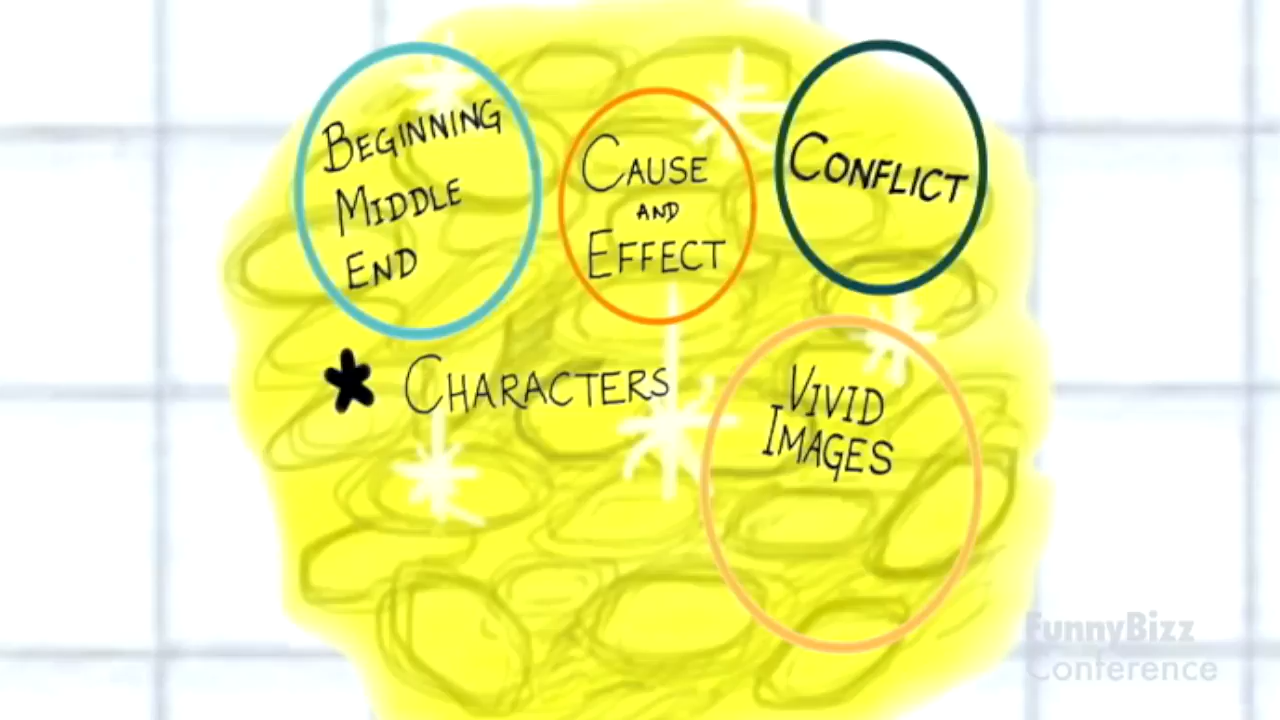 BEGINNING
MIDDLE
END
CAUSE
AND
EFFECT
CONFLICT
* CHARACTERS
VIVID
IMAGES
FunnyBizz
Conference